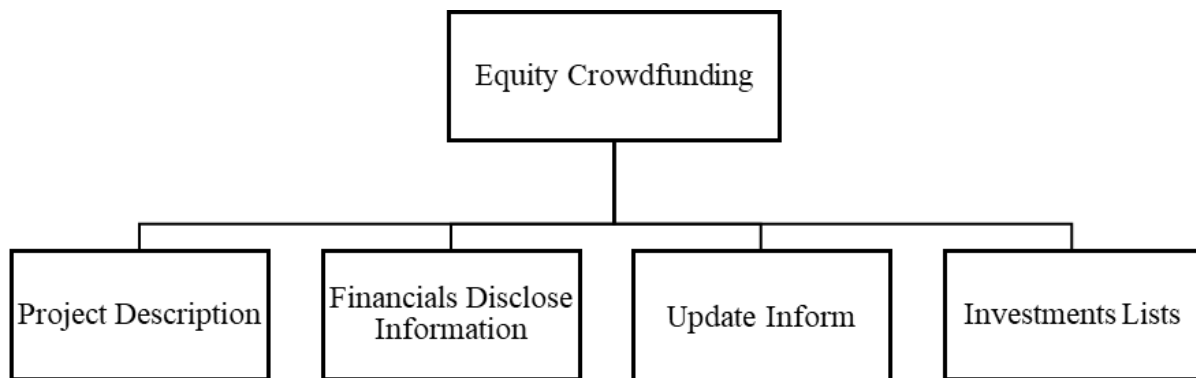 Equity Crowdfunding
Project Description
Financials Disclose
Information
Update Inform
Investments Lists